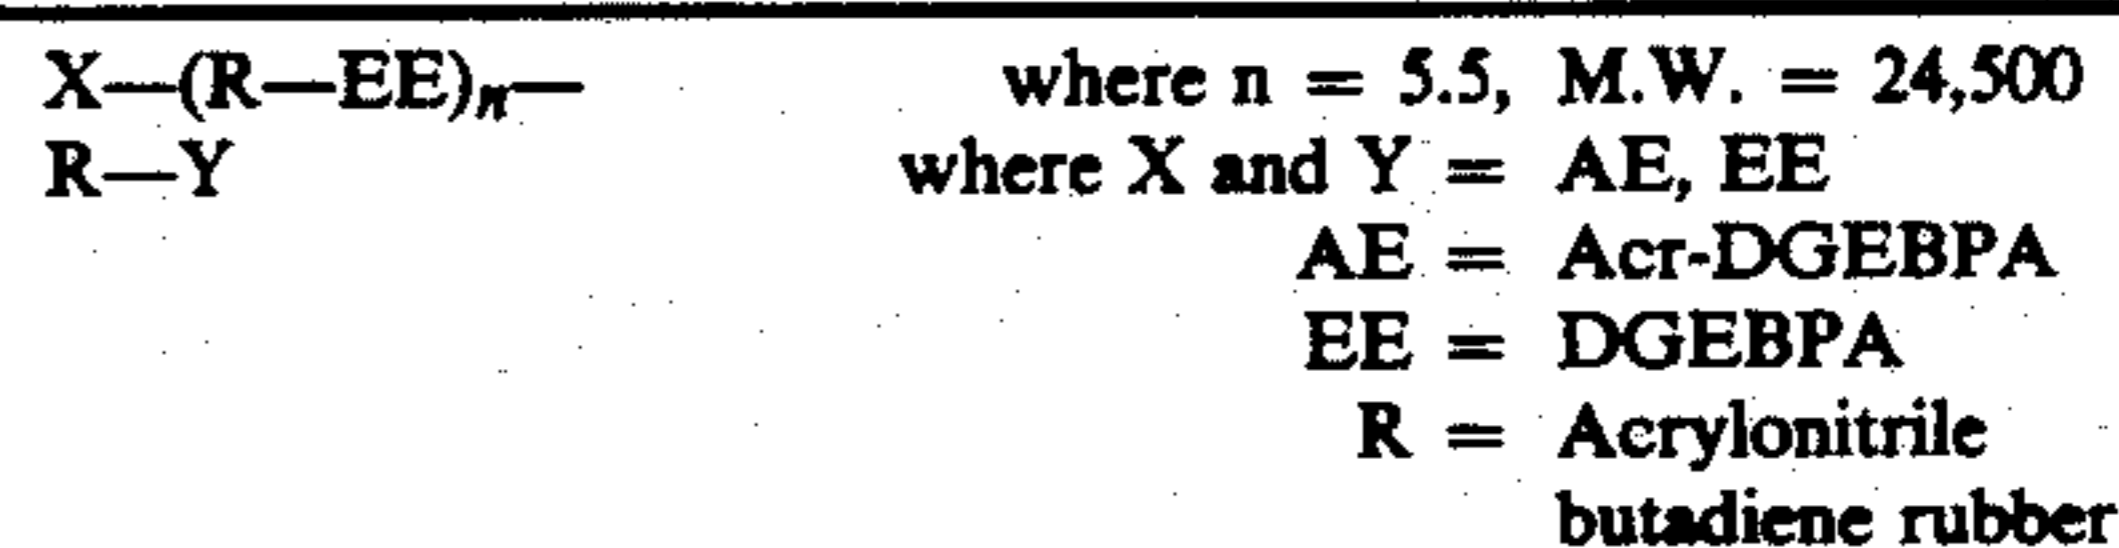 X—(R—EE)n— where n = 5.5, M.W. = 24,500
R—Y where X and Y = AE, EE
AE = Acr-DGEBPA
EE = DGEBPA
R = Acrylonitrile
butadiene rubber